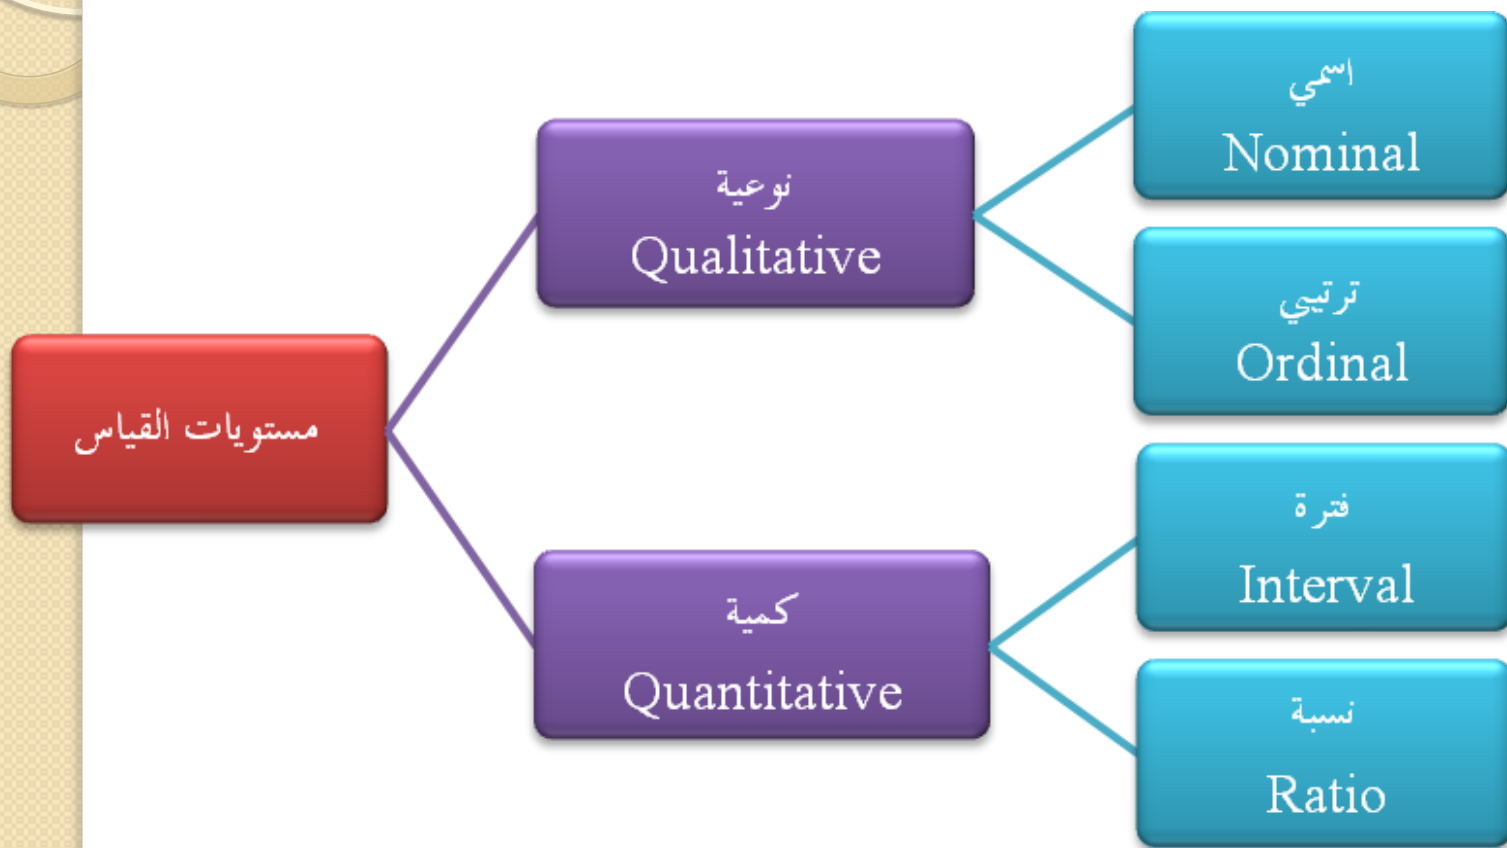 مستويات القياس
نوعية
Qualitative
اسمي
Nominal
ترتيبي
Ordinal
كمية
Quantitative
فترة
Interval
نسبة
Ratio